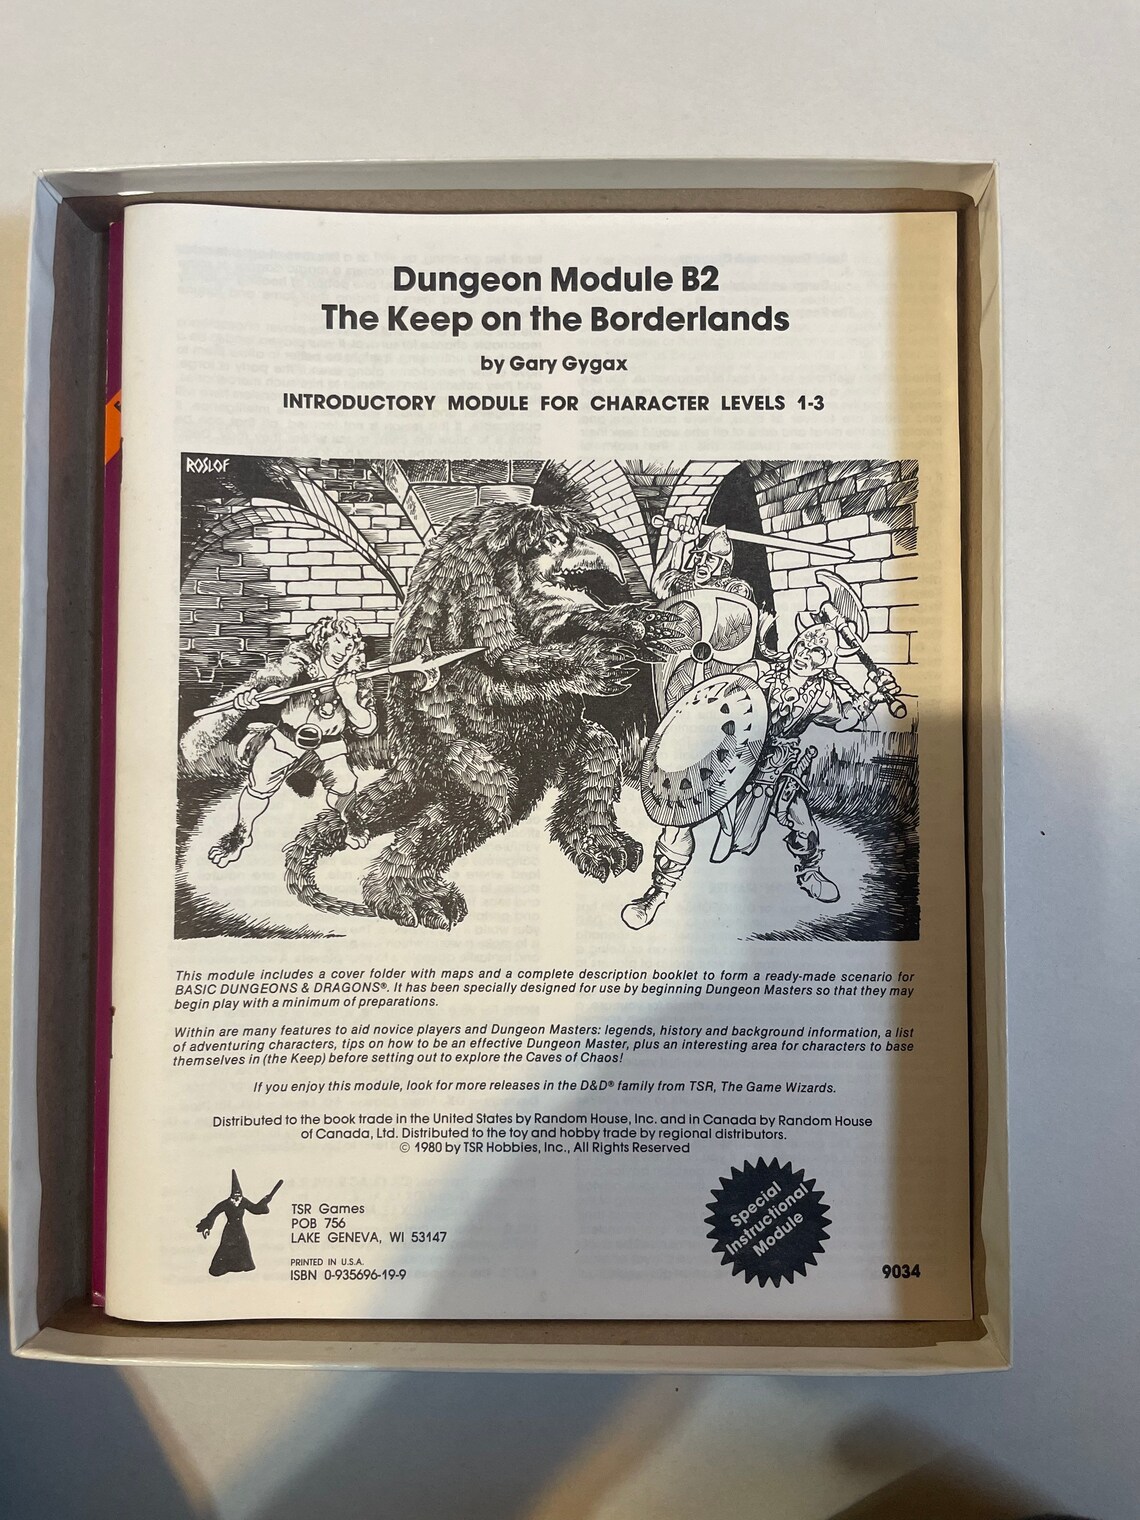 Dungeon Module B2
The Keep on the Borderlands
by Gary Gygax
INTRODUCTORY MODULE FOR CHARACTER LEVELS 1-3
ROSLOF
This module includes a cover folder with maps and a complete description booklet to form a ready-made scenario for
BASIC DUNGEONS & DRAGONS®. It has been specially designed for use by beginning Dungeon Masters so that they may
begin play with a minimum of preparations.
Within are many features to aid novice players and Dungeon Masters: legends, history and background information, a list
of adventuring characters, tips on how to be an effective Dungeon Master, plus an interesting area for characters to base
themselves in (the Keep) before setting out to explore the Caves of Chaos!
If you enjoy this module, look for more releases in the D&D® family from TSR, The Game Wizards.
Distributed to the book trade in the United States by Random House, Inc. and in Canada by Random House
of Canada, Ltd. Distributed to the toy and hobby trade by regional distributors.
© 1980 by TSR Hobbies, Inc., All Rights Reserved
TSR Games
POB 756
LAKE GENEVA, WI 53147
PRINTED IN U.S.A.
ISBN 0-935696-19-9
Special
Instructional
Module
9034